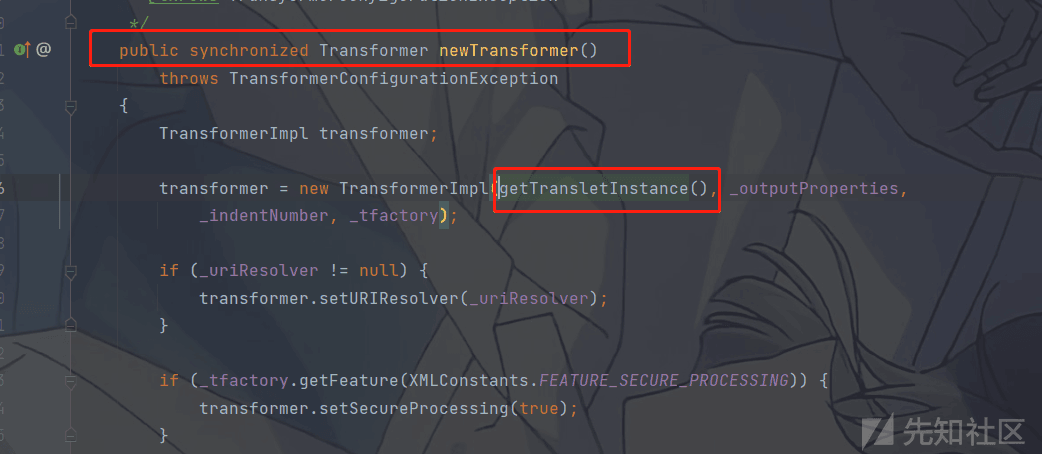 */
public synchronized Transformer newTransformer()
throws TransformerConfigurationException
{
TransformerImpl transformer;
transformer = new TransformerImpl(getTransletInstance(), _outputProperties,
_indentNumber, _tfactory);
if (_uriResolver != null) {
transformer.setURIResolver(_uriResolver);
}
if (_tfactory.getFeature(XMLConstants.FEATURE_SECURE_PROCESSING)) {
transformer.setSecureProcessing(true);
}
先知社区